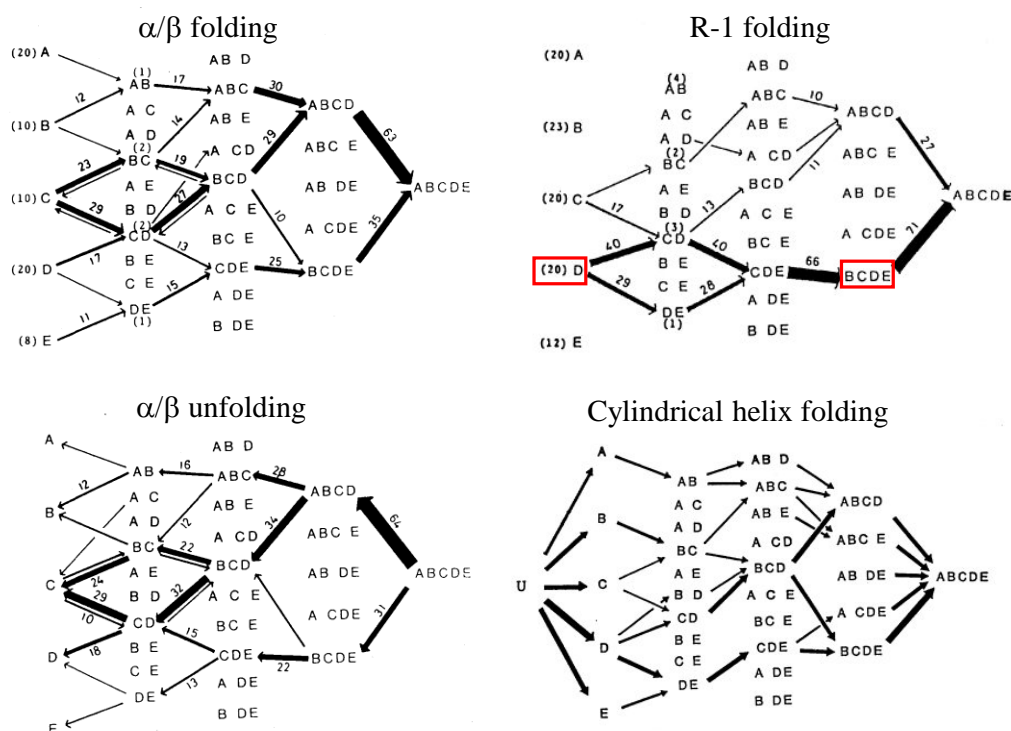 α/β folding
(20) A
(10) B
(10) C
(20) D
(8) E
12
23
29
17
11
(1)
AB
A C
A D
(2)
BC
A E
B D
(2)
CD
B E
C E
DE
(1)
17
14
19
27
13
15
AB D
ABC
AB E
A CD
BCD
A C E
BC E
CDE
A DE
B DE
30
29
10
25
ABCD
ABC E
AB DE
A CDE
BCDE
63
35
ABCDE
R-1 folding
(20) A
(23) B
(20) C
(20) D
(12) E
17
40
29
(4)
AB
A C
A D
(2)
BC
A E
B D
(3)
CD
B E
C E
DE
(1)
13
40
28
AB D
ABC
AB E
A CD
BCD
A C E
BC E
CDE
A DE
B DE
10
11
66
ABCD
ABC E
AB DE
A CDE
BCDE
27
71
ABCDE
α/β unfolding
A
B
C
D
12
24
29
10
18
AB
A C
A D
BC
A E
B D
CD
B E
C E
DE
16
12
22
32
15
13
AB D
ABC
AB E
A CD
BCD
A C E
BC E
CDE
A DE
B DE
28
34
22
ABCD
ABC E
AB DE
A CDE
BCDE
64
31
ABCDE
Cylindrical helix folding
U
A
B
C
D
E
AB
A C
A D
BC
A E
B D
CD
B E
C E
DE
AB D
ABC
AB E
A CD
BCD
A C E
BC E
CDE
A DE
B DE
ABCD
ABC E
AB DE
A CDE
BCDE
ABCDE